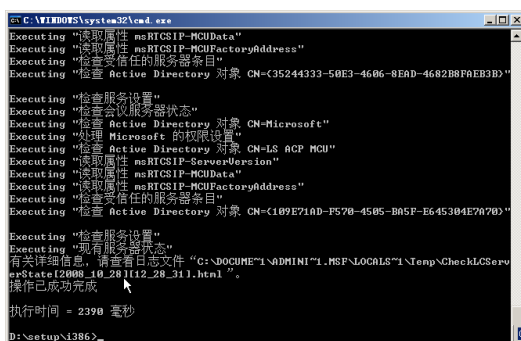 C:\WINDOWS\system32\cmd.exe
Executing "读取属性 msRTCSIP-MCUData"
Executing "读取属性 msRTCSIP-MCUFactoryAddress"
Executing "检查受信任的服务器条目"
Executing "检查 Active Directory 对象 CN={35244333-50E3-4606-8EAD-4682B8FAEB3B}"
Executing "检查服务设置"
Executing "检查会议服务器状态"
Executing "检查 Active Directory 对象 CN=Microsoft"
Executing "处理 Microsoft 的权限设置"
Executing "检查 Active Directory 对象 CN=LS ACP MCU"
Executing "读取属性 msRTCSIP-ServerVersion"
Executing "读取属性 msRTCSIP-MCUData"
Executing "读取属性 msRTCSIP-MCUFactoryAddress"
Executing "检查受信任的服务器条目"
Executing "检查 Active Directory 对象 CN={109E71AD-F570-4505-BA5F-E645304E7A70}"
Executing "检查服务设置"
Executing "现有服务器状态"
有关详细信息，请查看日志文件“C:\DOCUME~1\ADMINI~1.MSF\LOCALS~1\Temp\CheckLCServ
erState[2008_10_28][12_28_31].html ”。
操作已成功完成
执行时间 = 2390 毫秒
D:\setup\i386>_